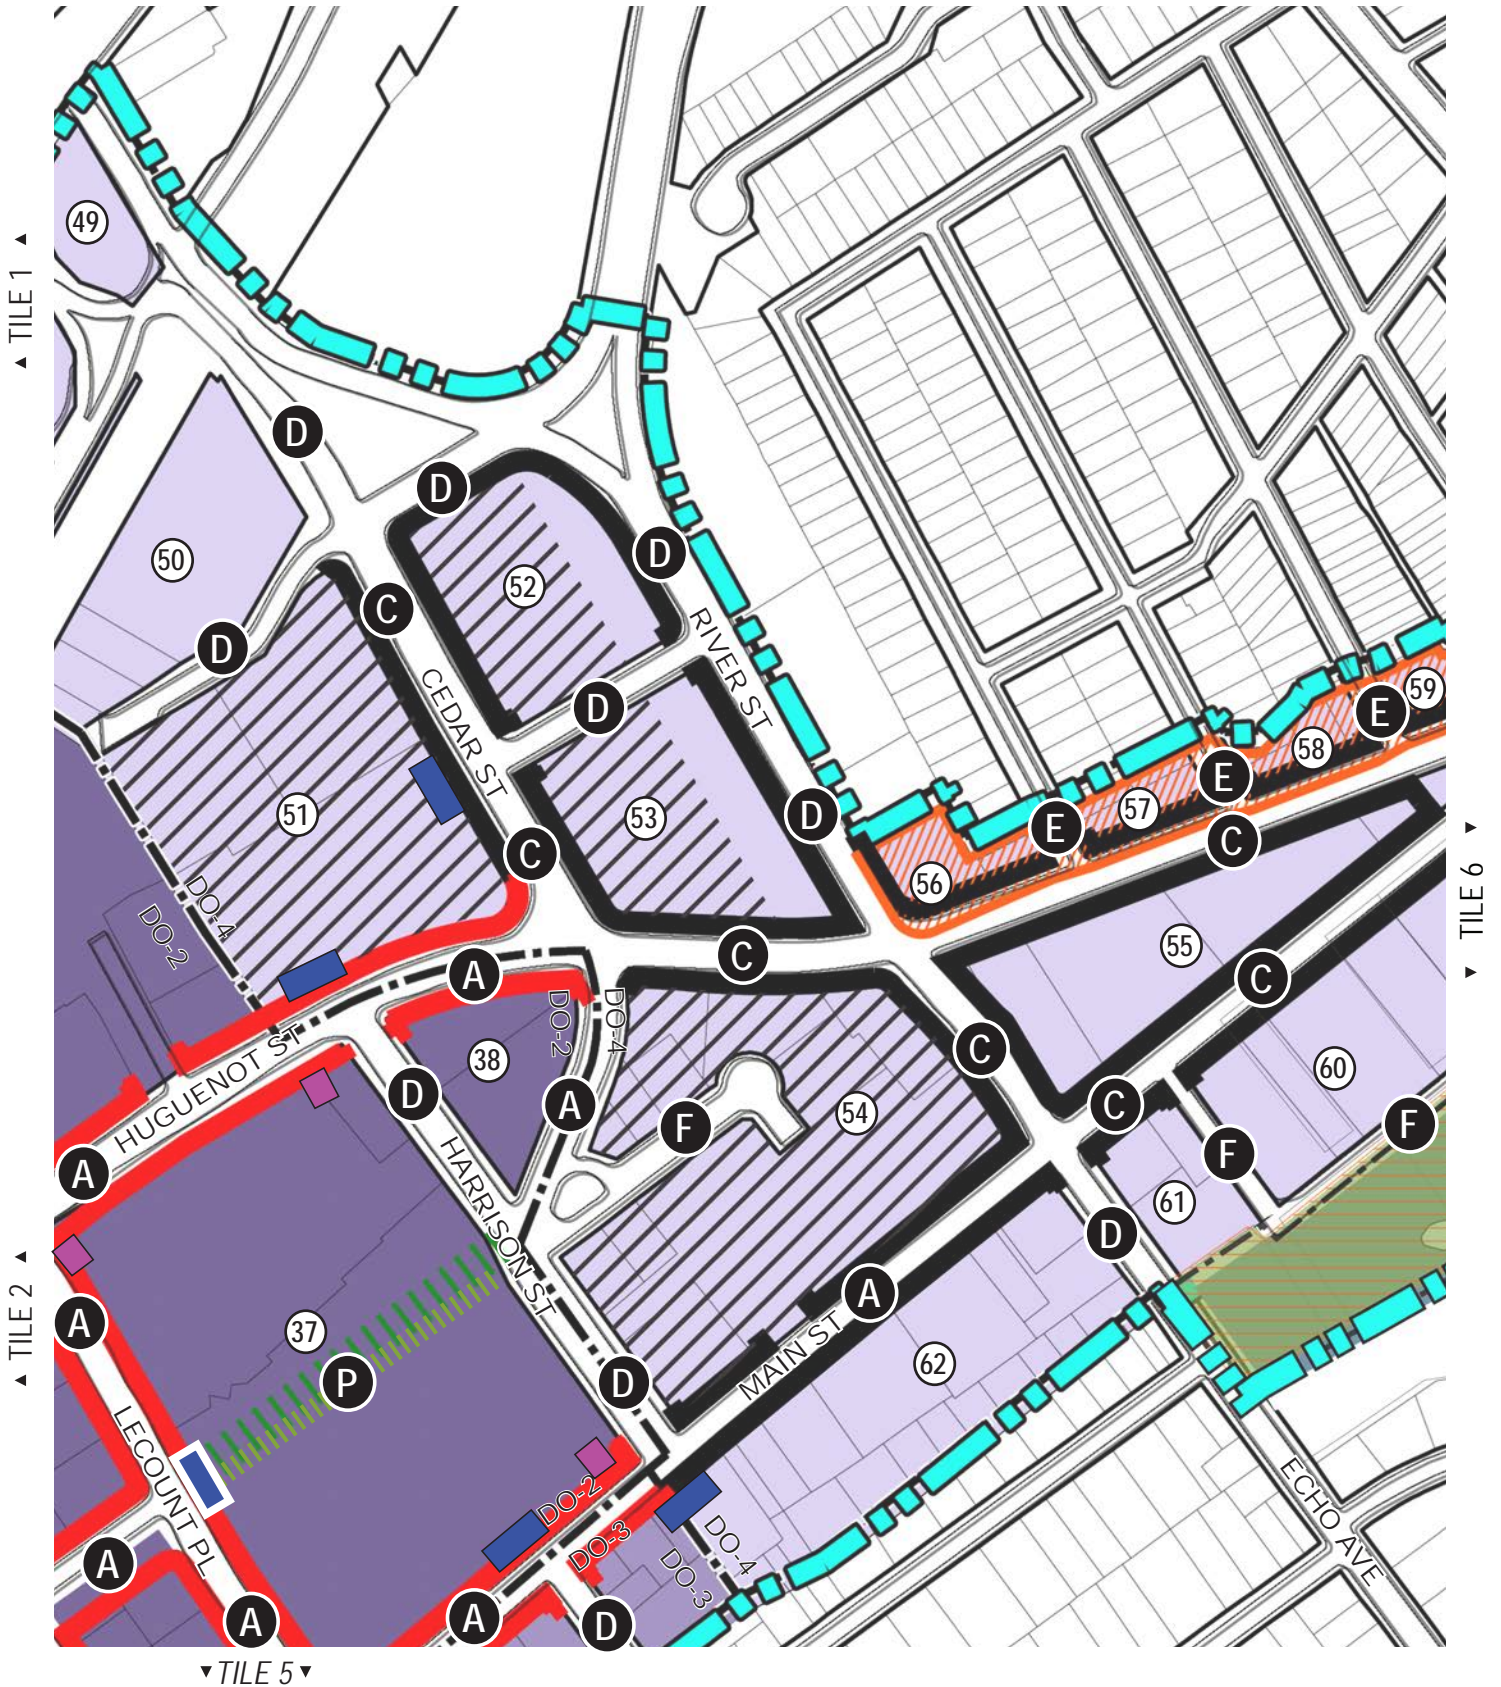 49
◄ TILE 1 ►
D
D
50
52
D
C
RIVER ST
D
CEDAR ST
D
59
E
58
E
57
E
51
53
D
C
C
56
DO-4
DO-2
55
TILE 6
C
A
C
DO-2
DO-4
HUGUENOT ST
38
C
60
D
A
54
C
F
F
F
A
HARRISON ST
61
D
TILE 2
A
37
P
A
MAIN ST
62
D
LECOUNT PL
DO-2
DO-3
DO-4
DO-3
ECHO AVE
A
A
A
D
▼ TILE 5 ▼